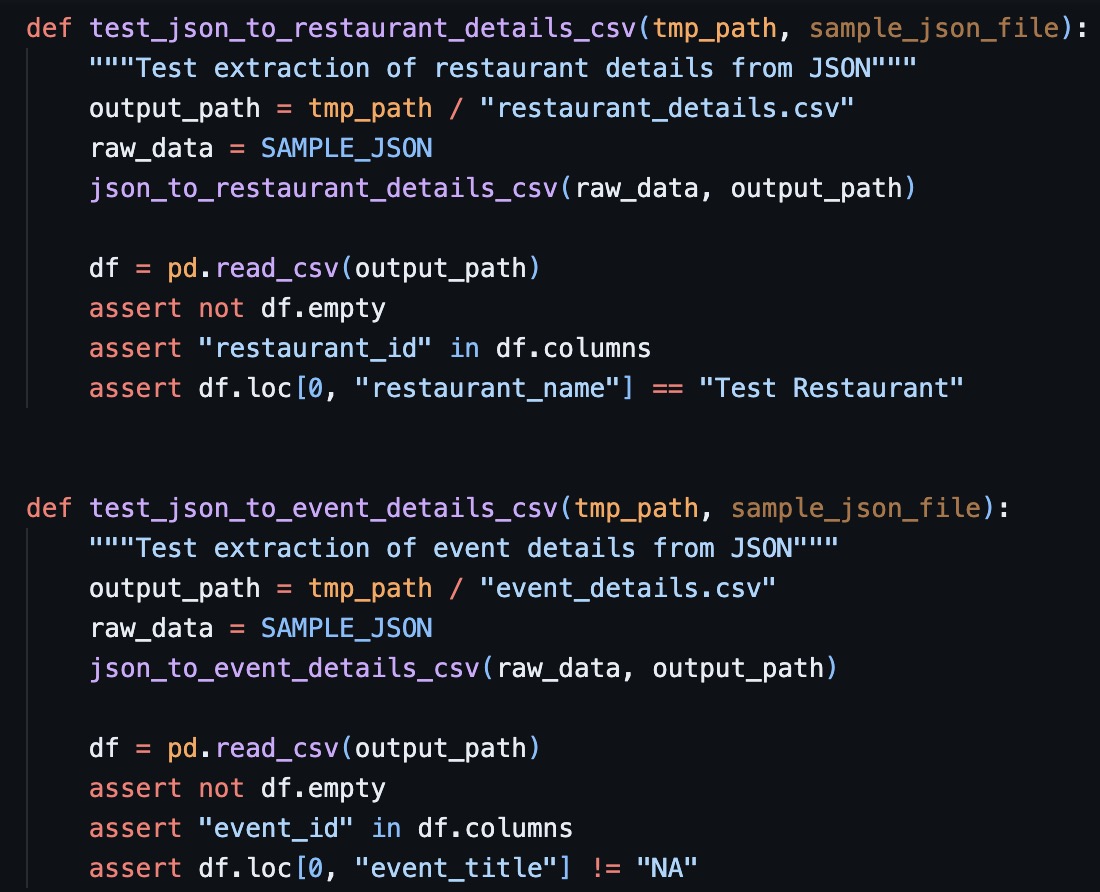 def test_json_to_restaurant_details_csv(tmp_path, sample_json_file):
    """Test extraction of restaurant details from JSON"""
    output_path = tmp_path / "restaurant_details.csv"
    raw_data = SAMPLE_JSON
    json_to_restaurant_details_csv(raw_data, output_path)

    df = pd.read_csv(output_path)
    assert not df.empty
    assert "restaurant_id" in df.columns
    assert df.loc[0, "restaurant_name"] == "Test Restaurant"


def test_json_to_event_details_csv(tmp_path, sample_json_file):
    """Test extraction of event details from JSON"""
    output_path = tmp_path / "event_details.csv"
    raw_data = SAMPLE_JSON
    json_to_event_details_csv(raw_data, output_path)

    df = pd.read_csv(output_path)
    assert not df.empty
    assert "event_id" in df.columns
    assert df.loc[0, "event_title"] != "NA"